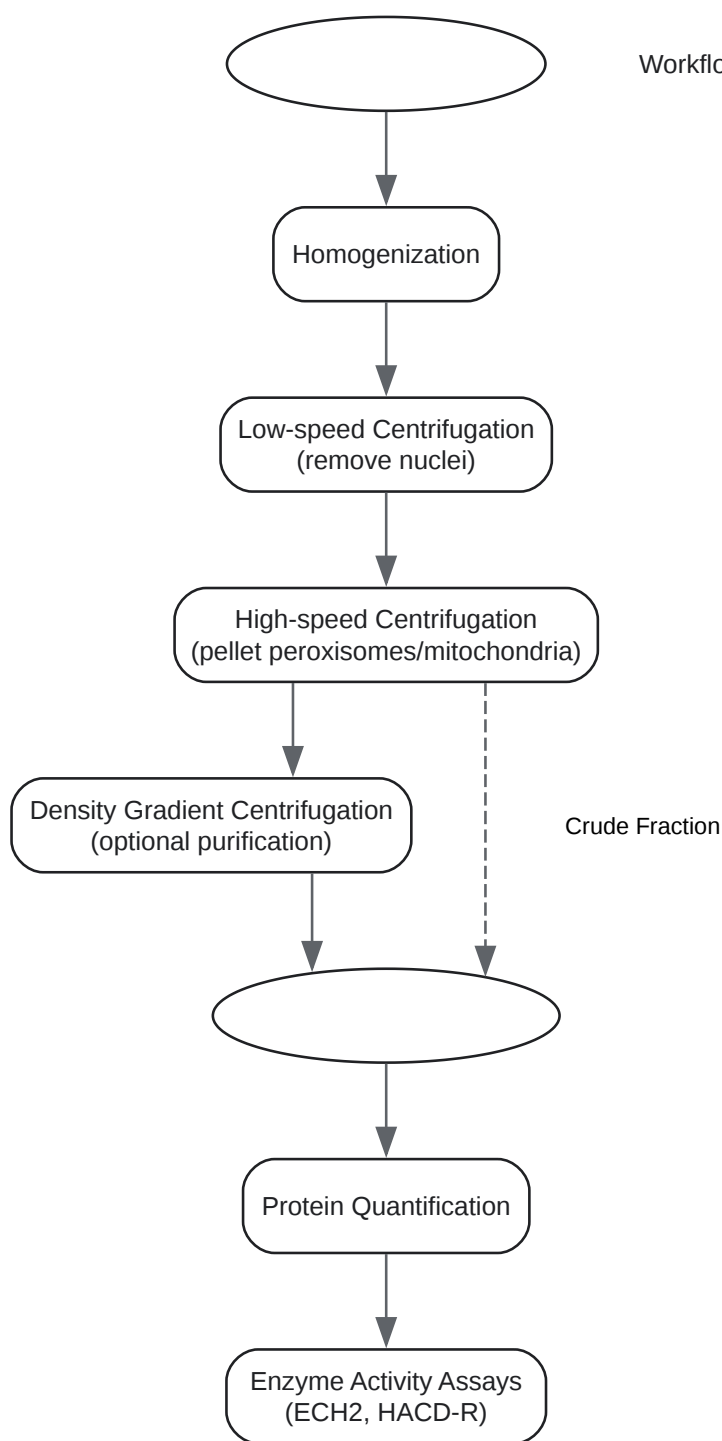 Workflo
Homogenization
Low-speed Centrifugation
(remove nuclei)
High-speed Centrifugation
(pellet peroxisomes/mitochondria)
Density Gradient Centrifugation
(optional purification)
Crude Fraction
Protein Quantification
Enzyme Activity Assays
(ECH2, HACD-R)